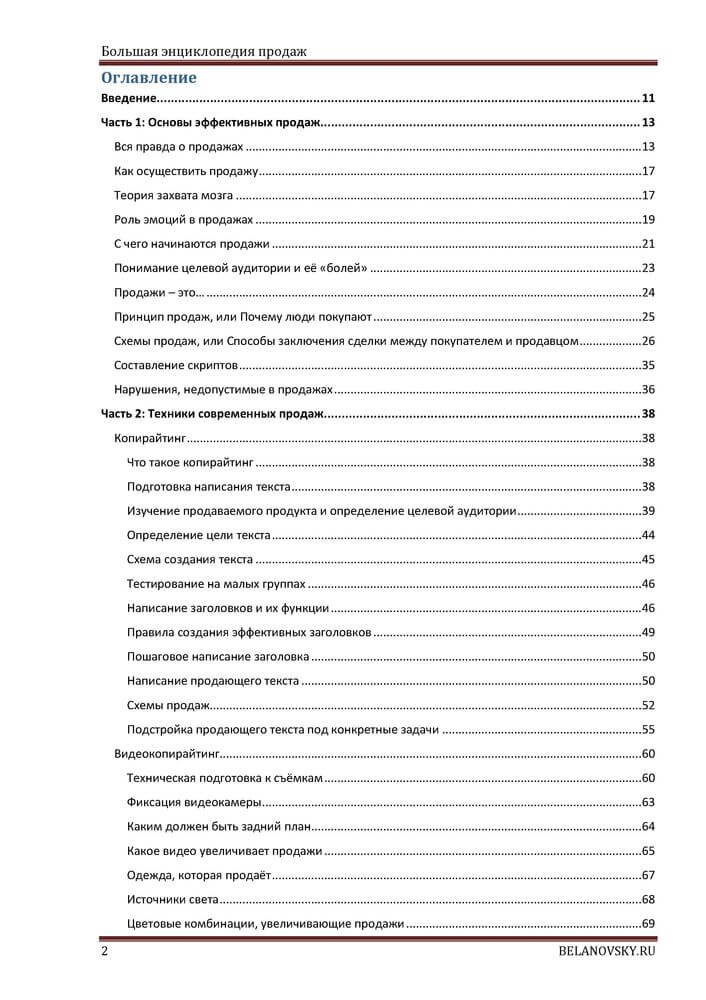 Большая энциклопедия продаж
Оглавление
Введение.......... 11
Часть 1: Основы эффективных продаж.......... 13
Вся правда о продажах .......... 13
Как осуществить продажу.......... 17
Теория захвата мозга .......... 17
Роль эмоций в продажах .......... 19
С чего начинаются продажи .......... 21
Понимание целевой аудитории и её «болей» .......... 23
Продажи – это… .......... 24
Принцип продаж, или Почему люди покупают .......... 25
Схемы продаж, или Способы заключения сделки между покупателем и продавцом.......... 26
Составление скриптов.......... 35
Нарушения, недопустимые в продажах .......... 36
Часть 2: Техники современных продаж.......... 38
Копирайтинг.......... 38
Что такое копирайтинг .......... 38
Подготовка написания текста.......... 38
Изучение продаваемого продукта и определение целевой аудитории.......... 39
Определение цели текста.......... 44
Схема создания текста .......... 45
Тестирование на малых группах .......... 46
Написание заголовков и их функции .......... 46
Правила создания эффективных заголовков .......... 49
Пошаговое написание заголовка .......... 50
Написание продающего текста .......... 50
Схемы продаж.......... 52
Подстройка продающего текста под конкретные задачи .......... 55
Видеокопирайтинг.......... 60
Техническая подготовка к съёмкам .......... 60
Фиксация видеокамеры.......... 63
Каким должен быть задний план.......... 64
Какое видео увеличивает продажи .......... 65
Одежда, которая продаёт.......... 67
Источники света.......... 68
Цветовые комбинации, увеличивающие продажи .......... 69
2 BELANOVSKY.RU